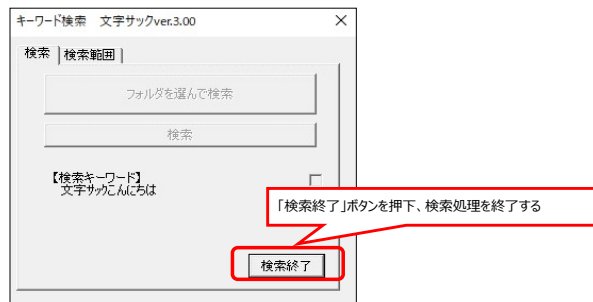 キーワード検索 文字サックver.3.00
検索
検索範囲
フォルダを選んで検索
検索
【検索キーワード】
文字サックこんにちは
「検索終了」ボタンを押下、検索処理を終了する
検索終了